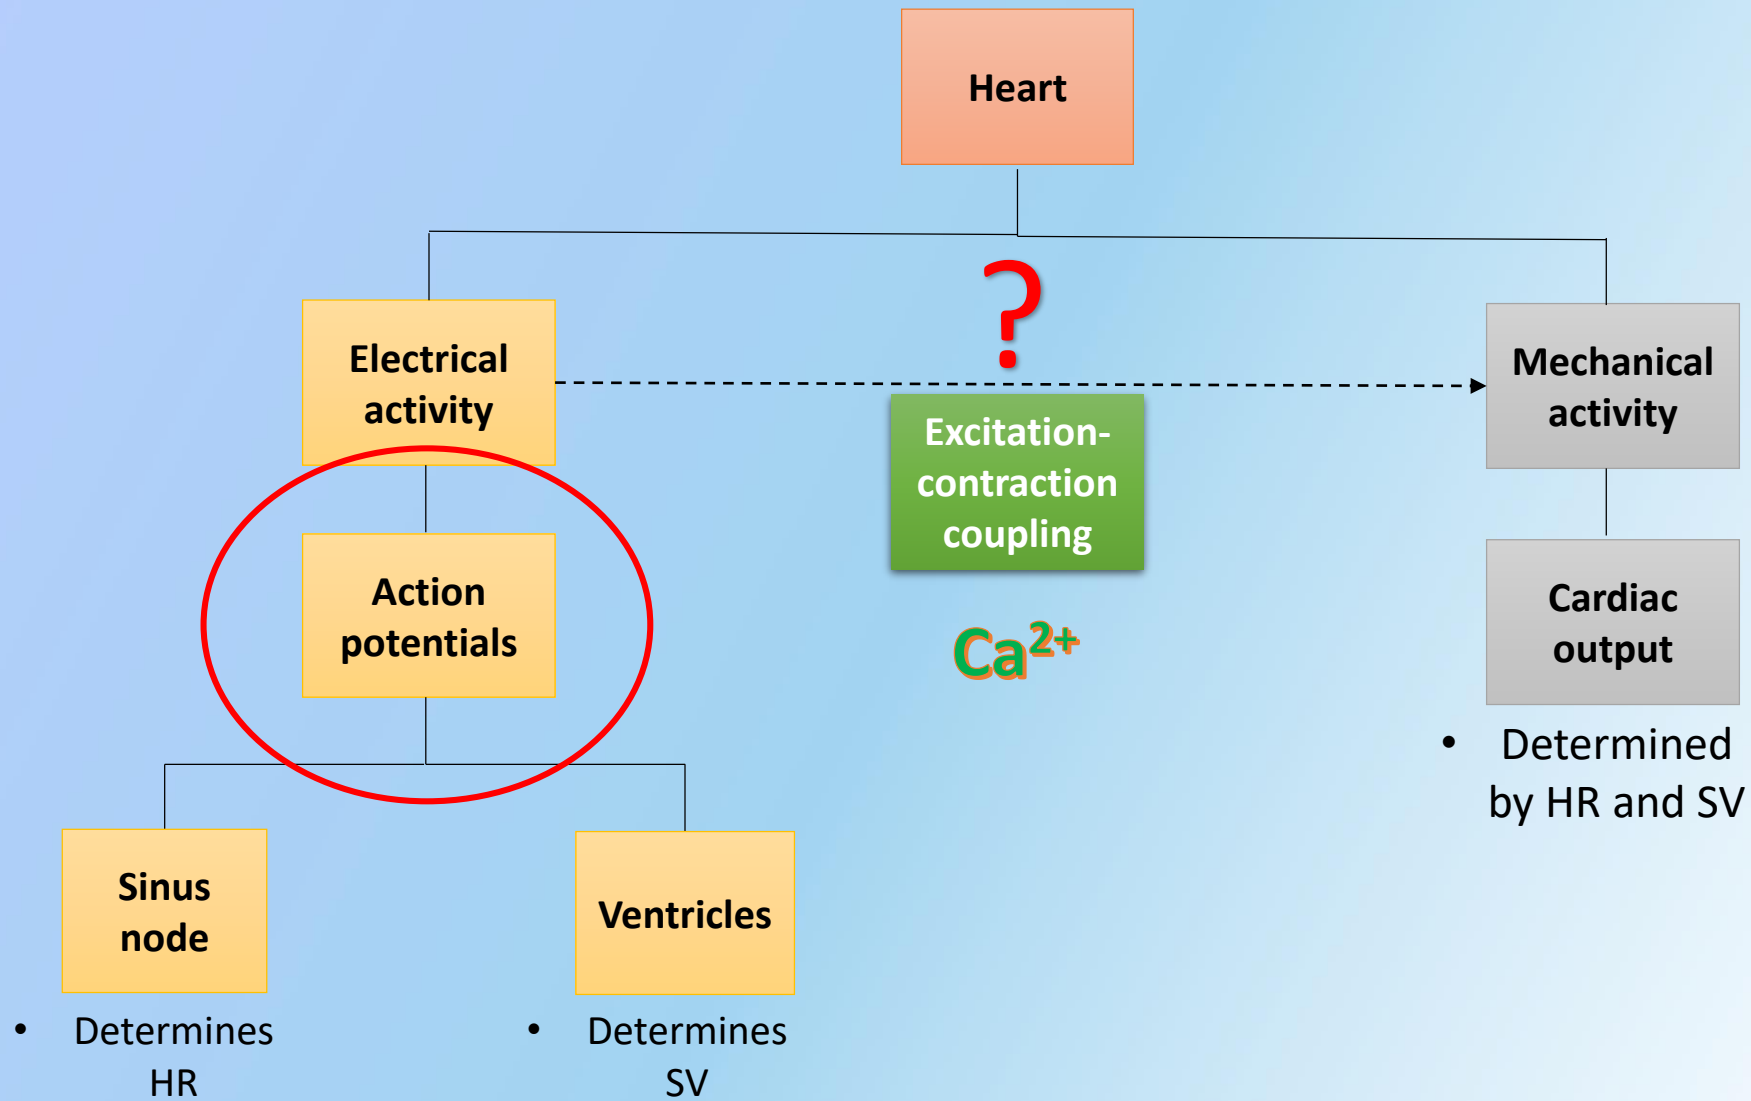 Heart
?
Electrical
activity
Excitation-
contraction
coupling
Mechanical
activity
Action
potentials
Ca²⁺
Cardiac
output
• Determined
by HR and SV
Sinus
node
Ventricles
• Determines
HR
• Determines
SV